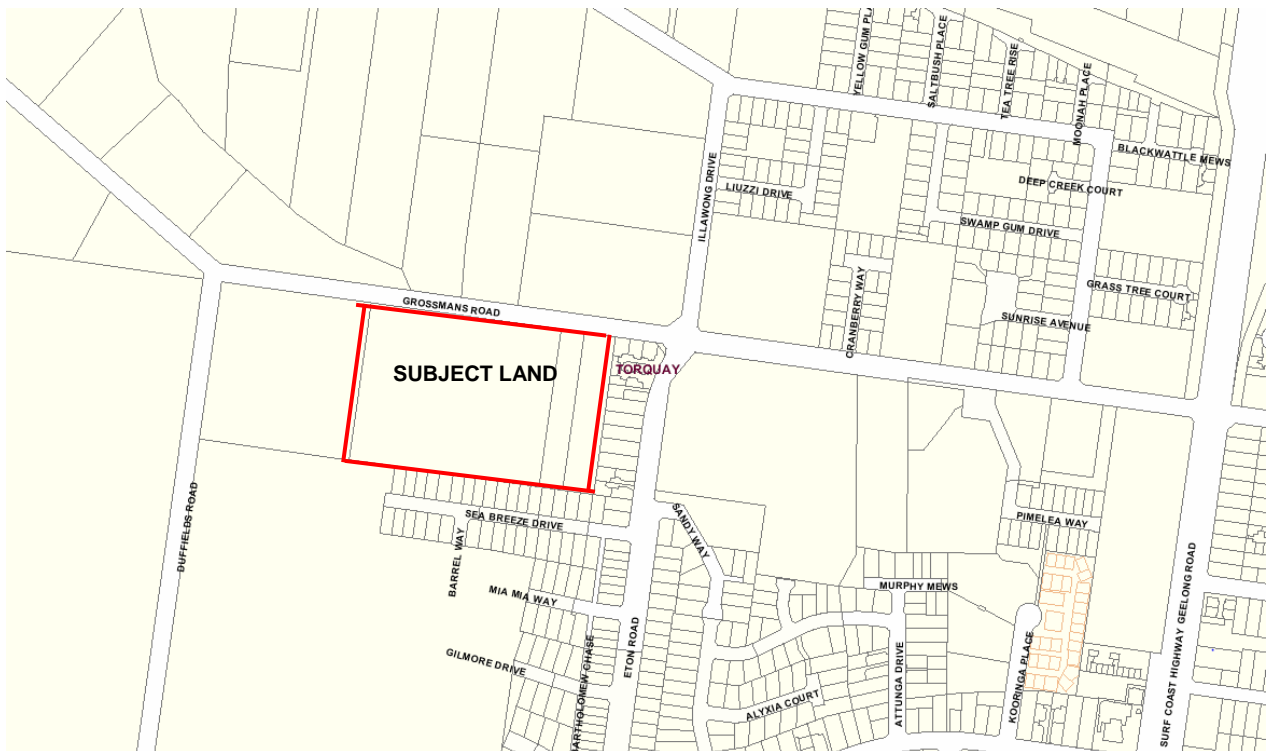 YELLOW GUM PL
SALTBUSH PLACE
TEA TREE RISE
MOONAH PLACE
BLACKWATTLE MEWS
DEEP CREEK COURT
LIUZZI DRIVE
ILLAWONG DRIVE
SWAMP GUM DRIVE
GRASS TREE COURT
CRANBERRY WAY
SUNRISE AVENUE
GROSSMANS ROAD
SUBJECT LAND
TORQUAY
DUFFIELDS ROAD
SEA BREEZE DRIVE
BARREL WAY
SANDY WAY
PIMELEA WAY
MIA MIA WAY
MURPHY MEWS
GILMORE DRIVE
ARTHOLOMEW CHASE
ETON ROAD
ALYXIA COURT
ATTUNGA DRIVE
KOORINGA PLACE
SURF COAST HIGHWAY GEELONG ROAD